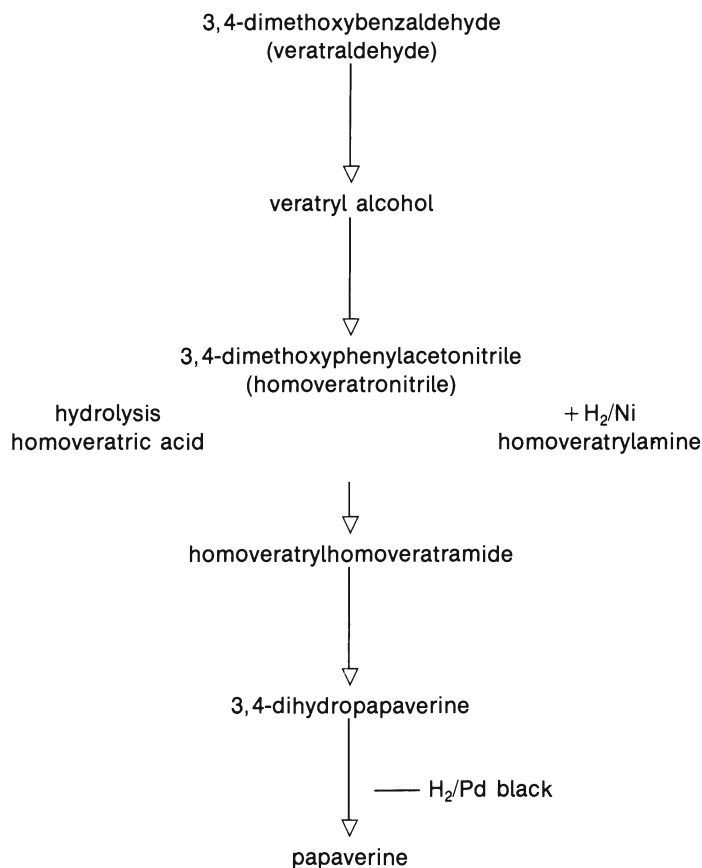 3,4-dimethoxybenzaldehyde
(veratraldehyde)
veratryl alcohol
3,4-dimethoxyphenylacetonitrile
(homoveratronitrile)
hydrolysis
homoveratric acid
+ H₂/Ni
homoveratrylamine
homoveratrylhomoveratramide
3,4-dihydropapaverine
H₂/Pd black
papaverine